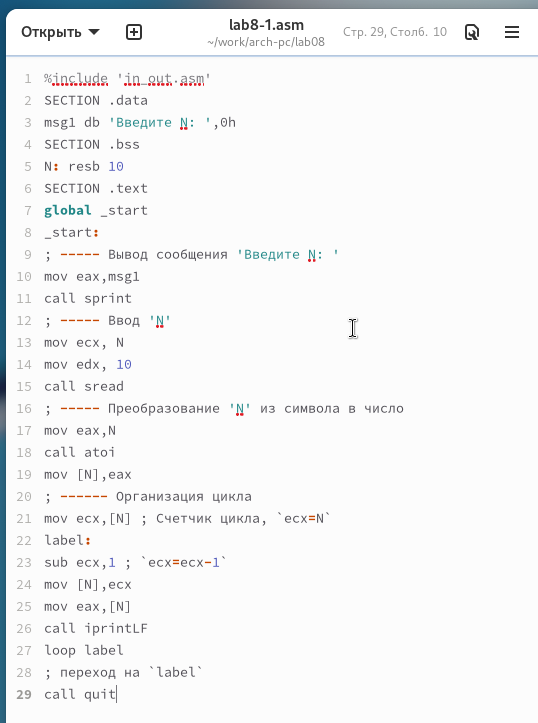 Открыть
lab8-1.asm
~/work/arch-pc/lab08
Стр. 29, Столб. 10
1 %include 'in_out.asm'
2 SECTION .data
3 msg1 db 'Введите N: ',0h
4 SECTION .bss
5 N: resb 10
6 SECTION .text
7 global _start
8 _start:
9 ; ----- Вывод сообщения 'Введите N: '
10 mov eax,msg1
11 call sprint
12 ; ----- Ввод 'N'
13 mov ecx, N
14 mov edx, 10
15 call sread
16 ; ----- Преобразование 'N' из символа в число
17 mov eax,N
18 call atoi
19 mov [N],eax
20 ; ------ Организация цикла
21 mov ecx,[N] ; Счетчик цикла, `ecx=N`
22 label:
23 sub ecx,1 ; `ecx=ecx-1`
24 mov [N],ecx
25 mov eax,[N]
26 call iprintLF
27 loop label
28 ; переход на `label`
29 call quit